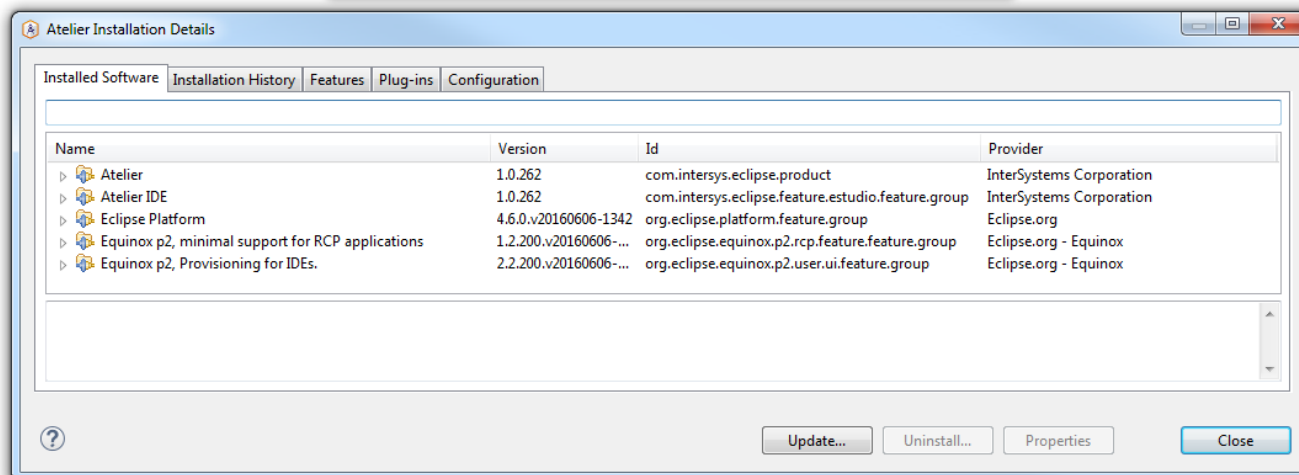 Atelier Installation Details
Installed Software Installation History Features Plug-ins Configuration
Name Version Id Provider
Atelier 1.0.262 com.intersys.eclipse.product InterSystems Corporation
Atelier IDE 1.0.262 com.intersys.eclipse.feature.estudio.feature.group InterSystems Corporation
Eclipse Platform 4.6.0.v20160606-1342 org.eclipse.platform.feature.group Eclipse.org
Equinox p2, minimal support for RCP applications 1.2.200.v20160606-... org.eclipse.equinox.p2.rcp.feature.feature.group Eclipse.org - Equinox
Equinox p2, Provisioning for IDEs. 2.2.200.v20160606-... org.eclipse.equinox.p2.user.ui.feature.group Eclipse.org - Equinox
Update... Uninstall... Properties Close